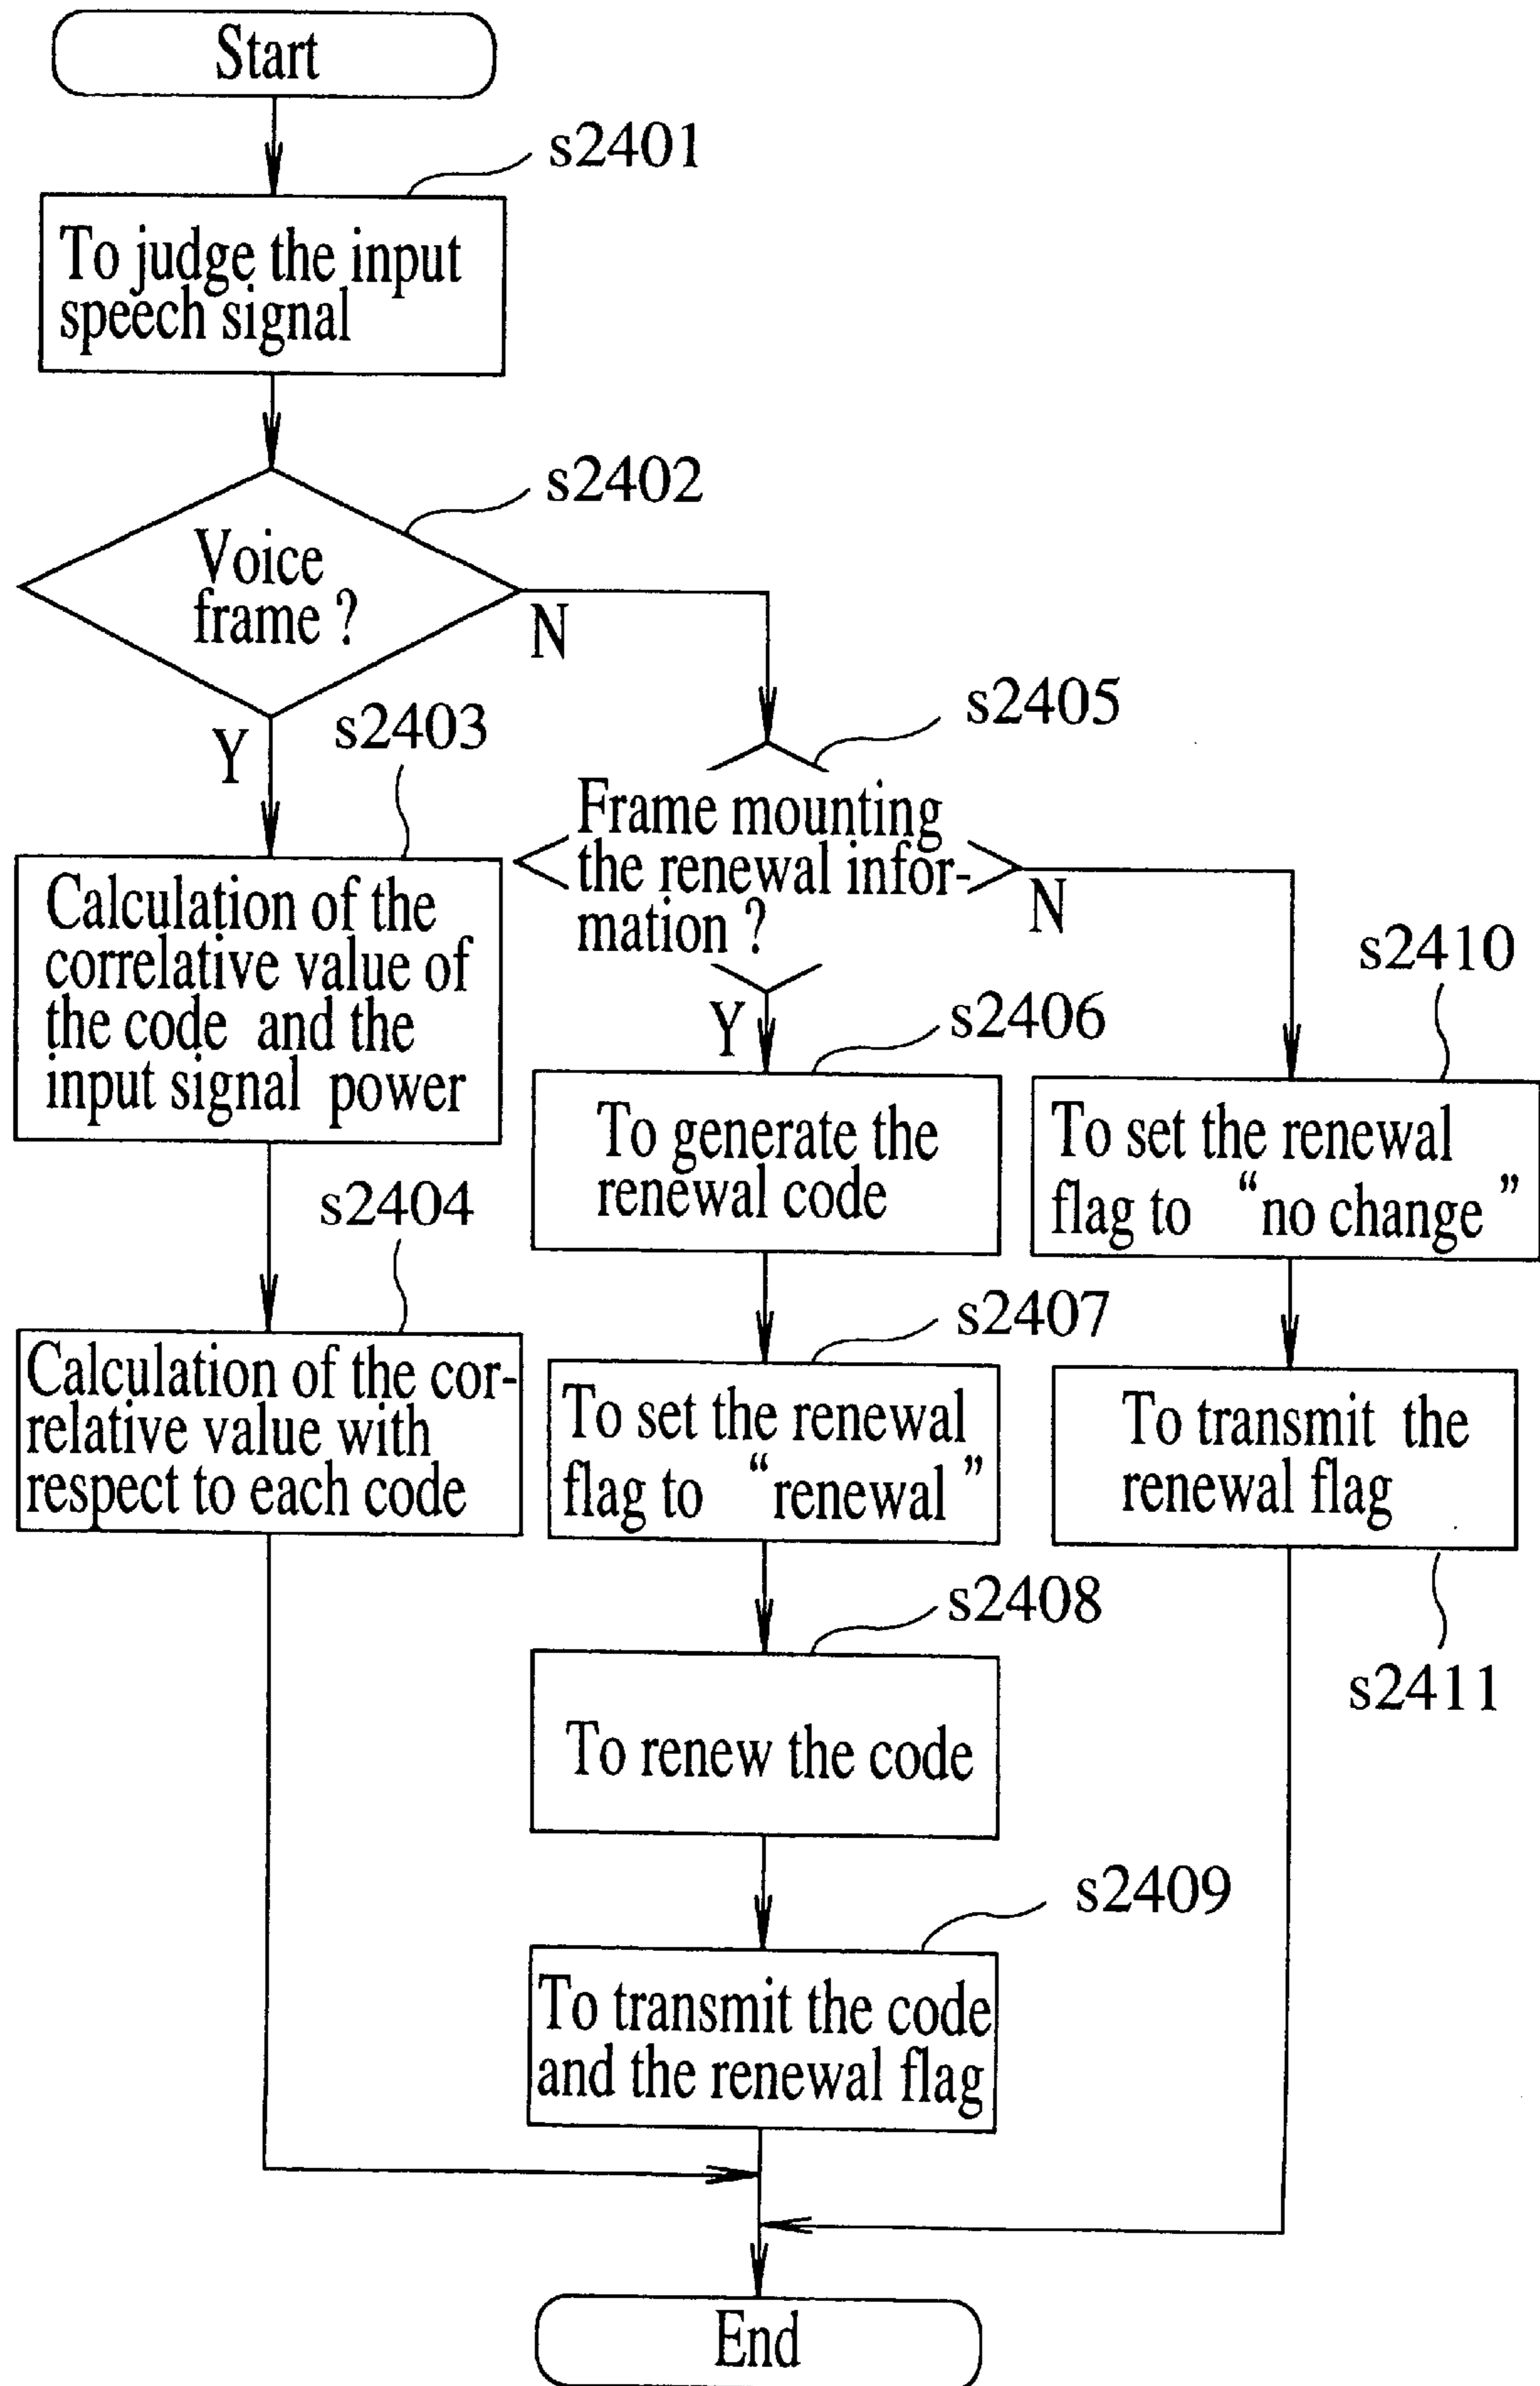 Start
s2401
To judge the input
speech signal
s2402
Voice
frame ?
N
Y
s2403
s2405
Frame mounting
the renewal infor-
mation ?
N
Y
Calculation of the
correlative value of
the code and the
input signal power
s2406
s2410
To generate the
renewal code
To set the renewal
flag to “no change”
s2404
Calculation of the cor-
relative value with
respect to each code
s2407
To set the renewal
flag to “renewal”
To transmit the
renewal flag
s2411
s2408
To renew the code
s2409
To transmit the code
and the renewal flag
End